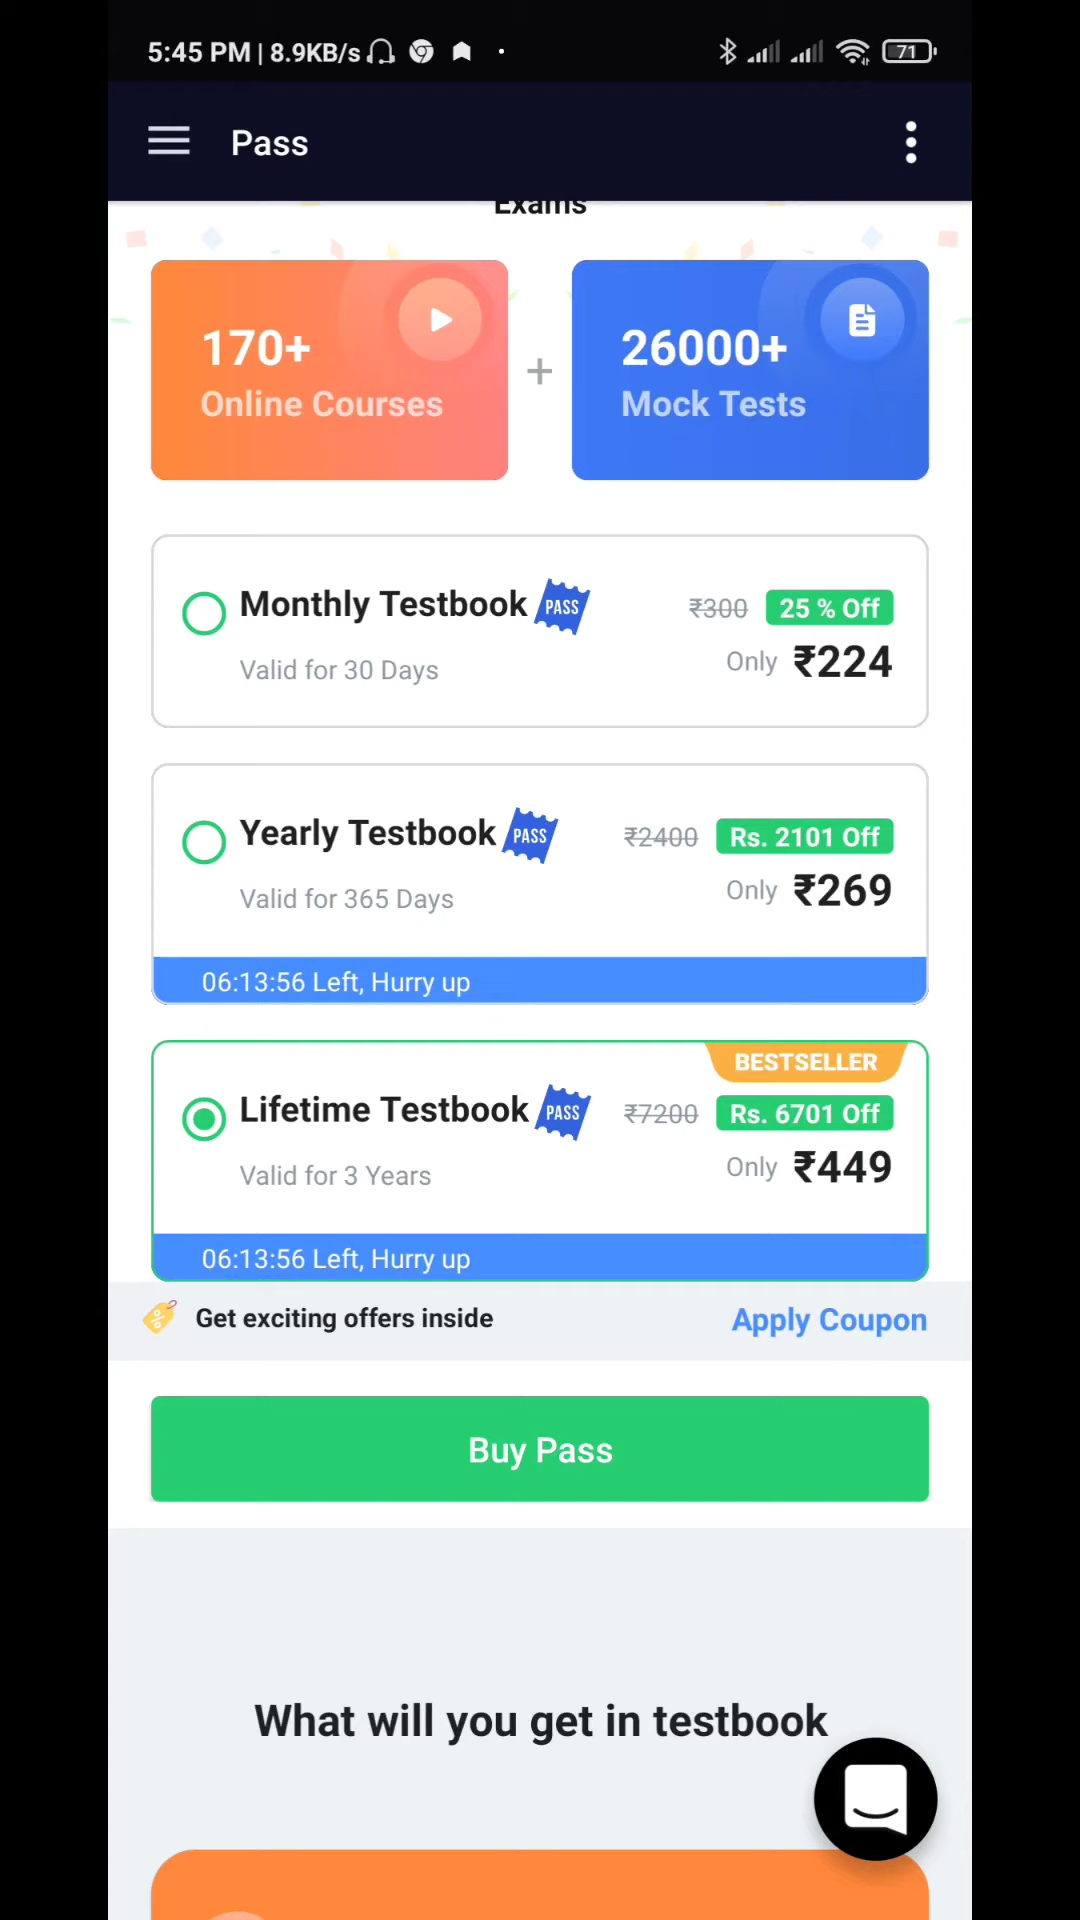 5:45 PM | 8.9KB/s
71
Pass
Exams
170+
Online Courses
+
26000+
Mock Tests
Monthly Testbook PASS
₹300 25 % Off
Valid for 30 Days
Only ₹224
Yearly Testbook PASS
₹2400 Rs. 2101 Off
Valid for 365 Days
Only ₹269
06:13:56 Left, Hurry up
BESTSELLER
Lifetime Testbook PASS
₹7200 Rs. 6701 Off
Valid for 3 Years
Only ₹449
06:13:56 Left, Hurry up
Get exciting offers inside
Apply Coupon
Buy Pass
What will you get in testbook